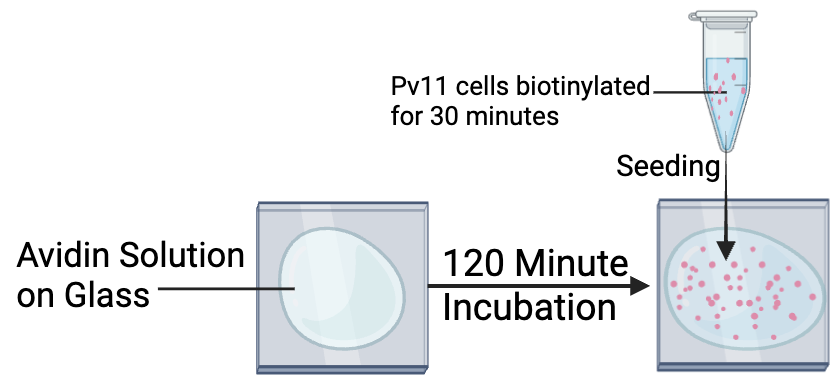 Pv11 cells biotinylated
for 30 minutes
Seeding
Avidin Solution
on Glass
120 Minute
Incubation